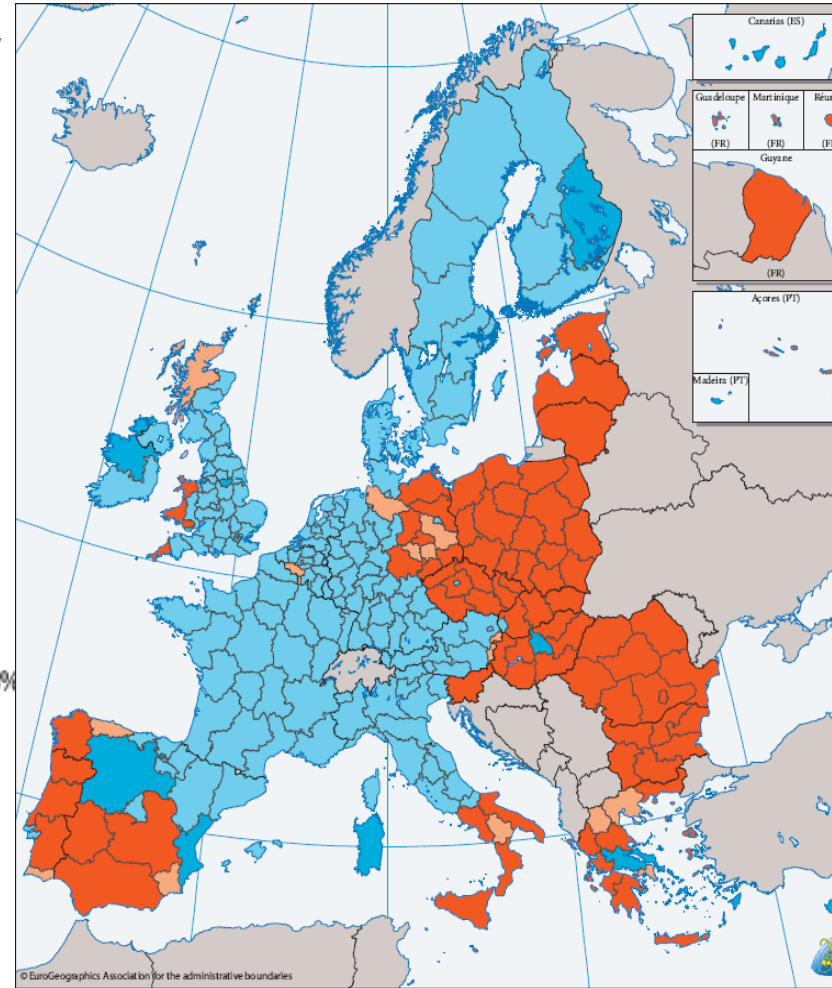 %
Canarias (ES)
Guadeloupe
Martinique
(FR)
(FR)
Guyane
(FR)
Açores (PT)
Madeira (PT)
© EuroGeographics Association for the administrative boundaries